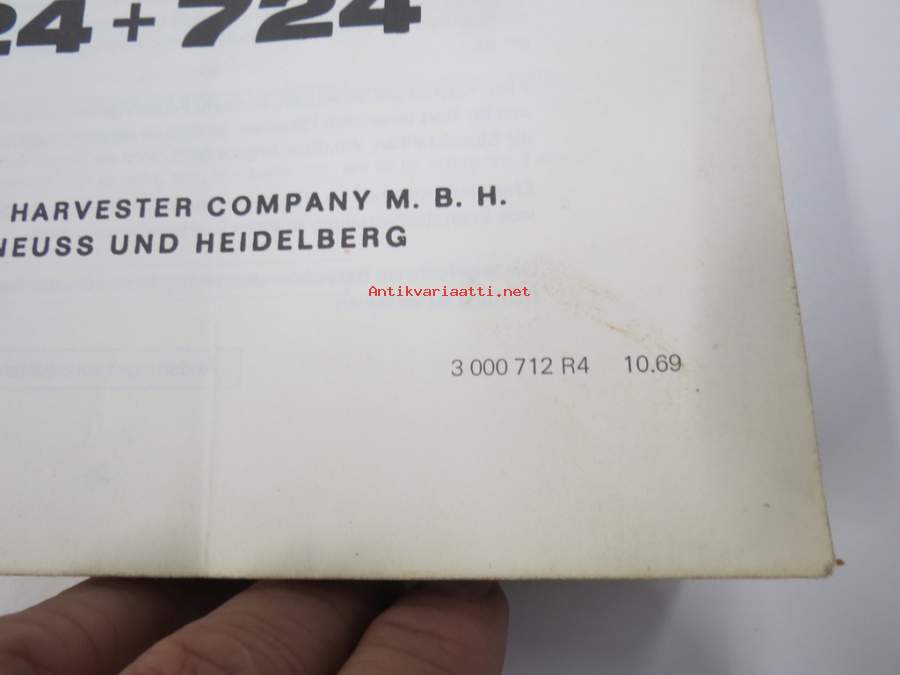 24 + 724
HARVESTER COMPANY M. B. H.
NEUSS UND HEIDELBERG
Antikvariaatti.net
3 000 712 R4 10.69